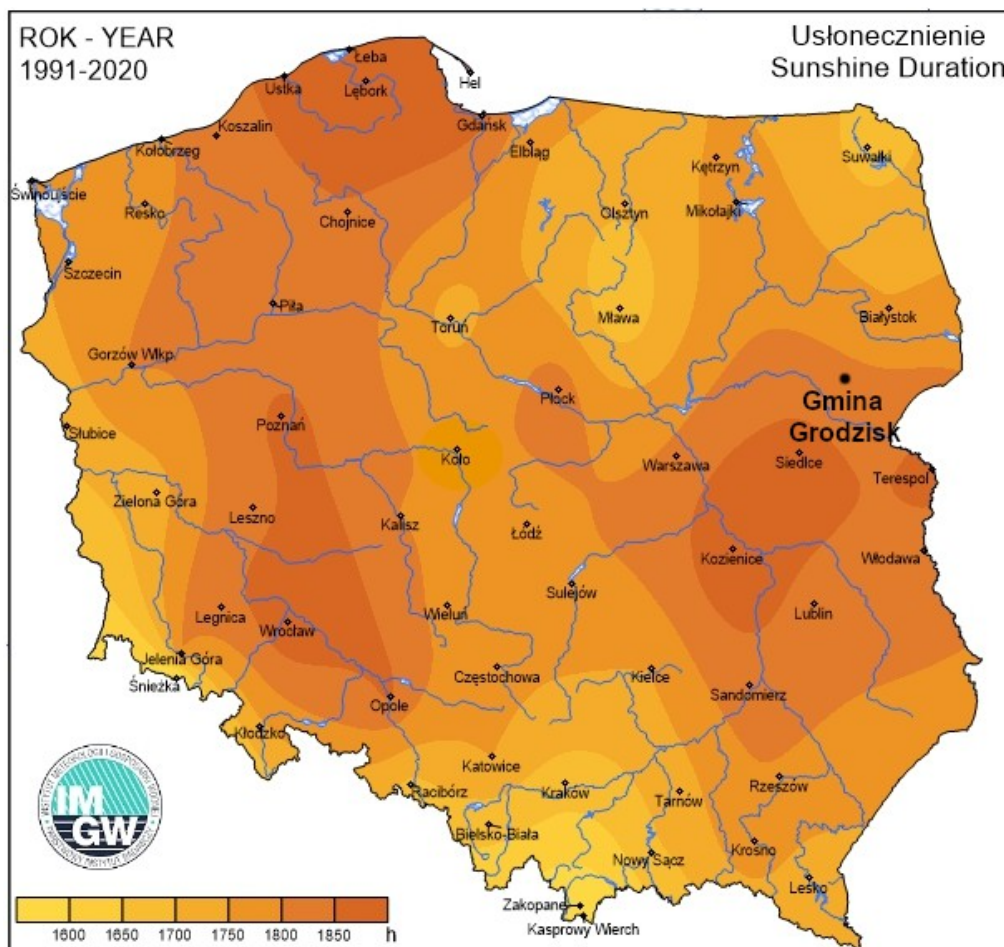 ROK - YEAR
1991-2020
Usłonecznienie
Sunshine Duration
Łeba
Ustka
Lębork
Hel
Gdańsk
Koszalin
Kołobrzeg
Elbląg
Kętrzyn
Suwałki
Świnoujście
Resko
Chojnice
Olsztyn
Mikołajki
Szczecin
Piła
Toruń
Mława
Białystok
Gorzów Wlkp.
Płock
Gmina
Grodzisk
Poznań
Słubice
Koło
Warszawa
Siedlce
Terespol
Zielona Góra
Leszno
Kalisz
Łódź
Kozienice
Włodawa
Sulejów
Legnica
Wrocław
Wieluń
Lublin
Jelenia Góra
Śnieżka
Częstochowa
Kielce
Sandomierz
Opole
Kłodzko
Katowice
Racibórz
Kraków
Tarnów
Rzeszów
Bielsko-Biała
Nowy Sącz
Krosno
Lesko
Zakopane
Kasprowy Wierch
IM
GW
1600 1650 1700 1750 1800 1850 h